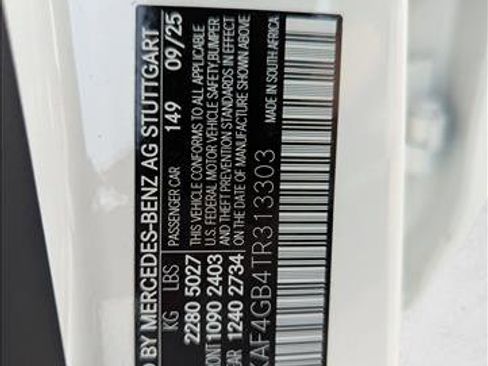 D BY MERCEDES-BENZ AG STUTTGART
KG LBS PASSENGER CAR 149 09/25
2280 5027 THIS VEHICLE CONFORMS TO ALL APPLICABLE
U.S. FEDERAL MOTOR VEHICLE SAFETY, BUMPER,
1090 2403 AND THEFT PREVENTION STANDARDS IN EFFECT
AR 1240 2734 ON THE DATE OF MANUFACTURE SHOWN ABOVE
MADE IN SOUTH AFRICA
KAF4GB4TR313303